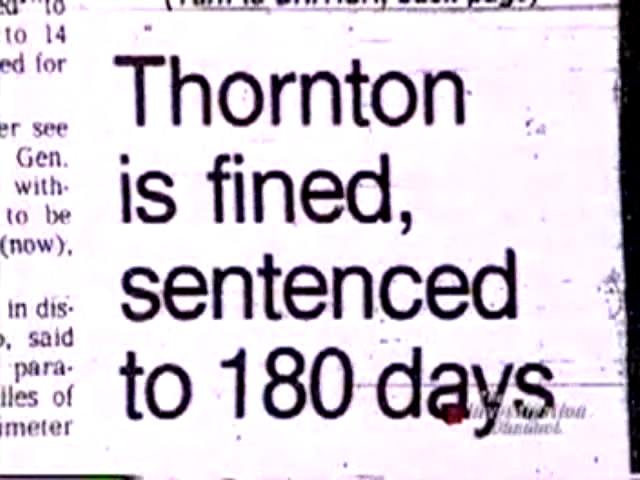 to 14
ed for
er see
Gen.
with-
to be
(now),
in dis-
, said
para-
iles of
imeter
Thornton
is fined,
sentenced
to 180 days